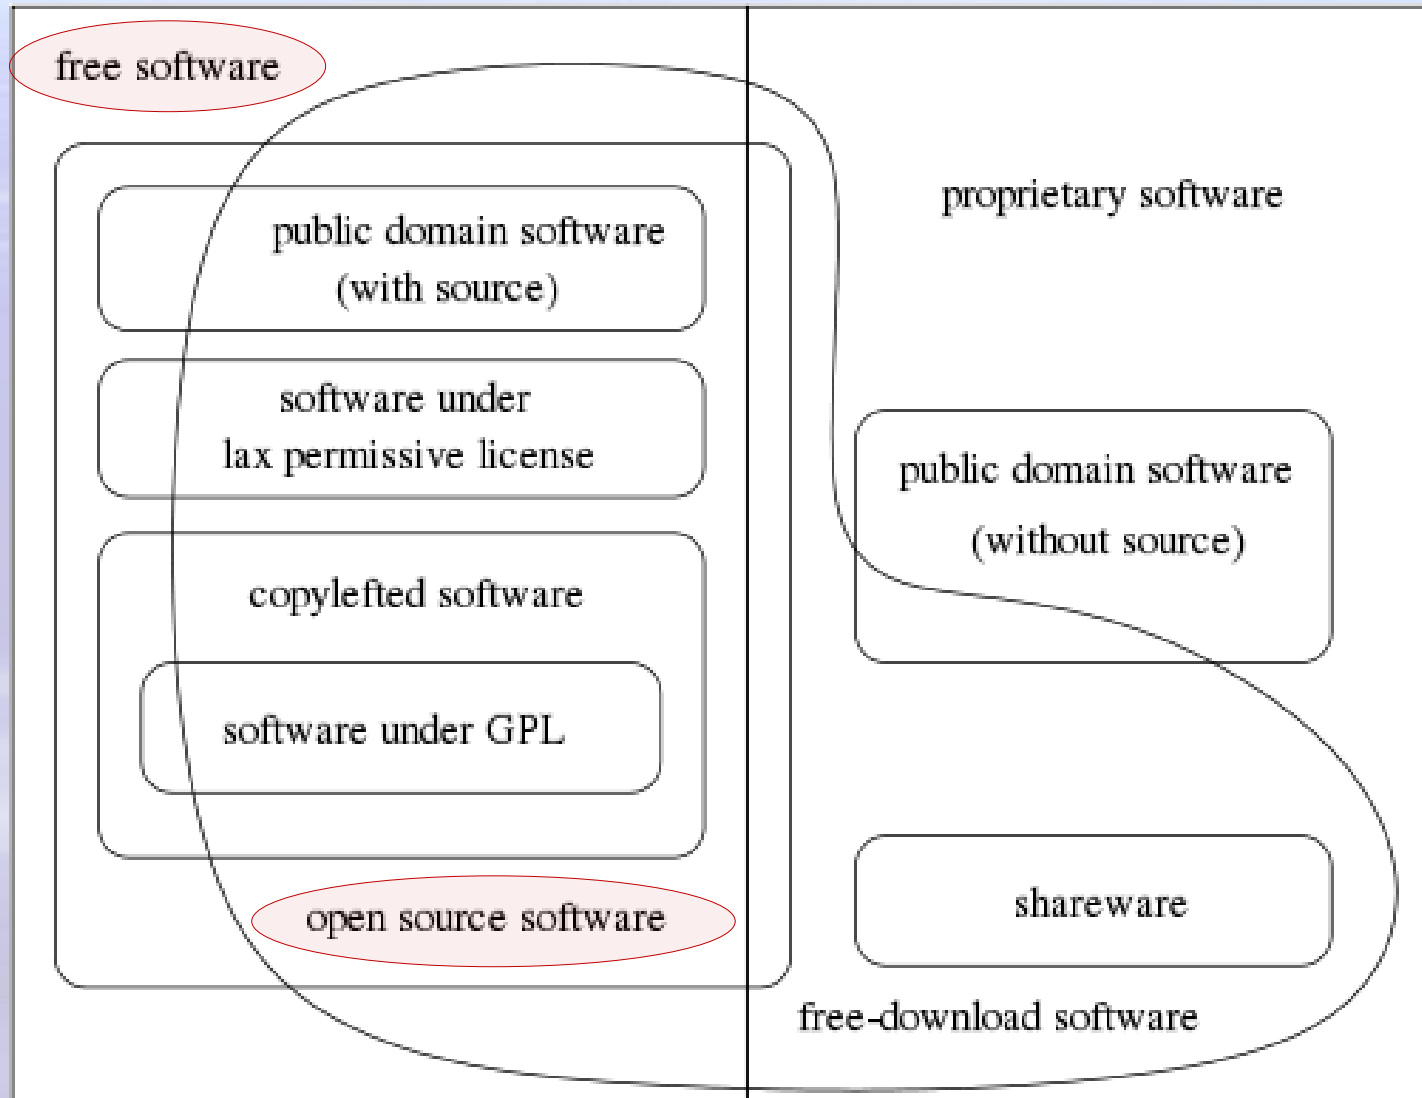 free software
public domain software
(with source)
software under
lax permissive license
copylefted software
software under GPL
open source software
proprietary software
public domain software
(without source)
shareware
free-download software